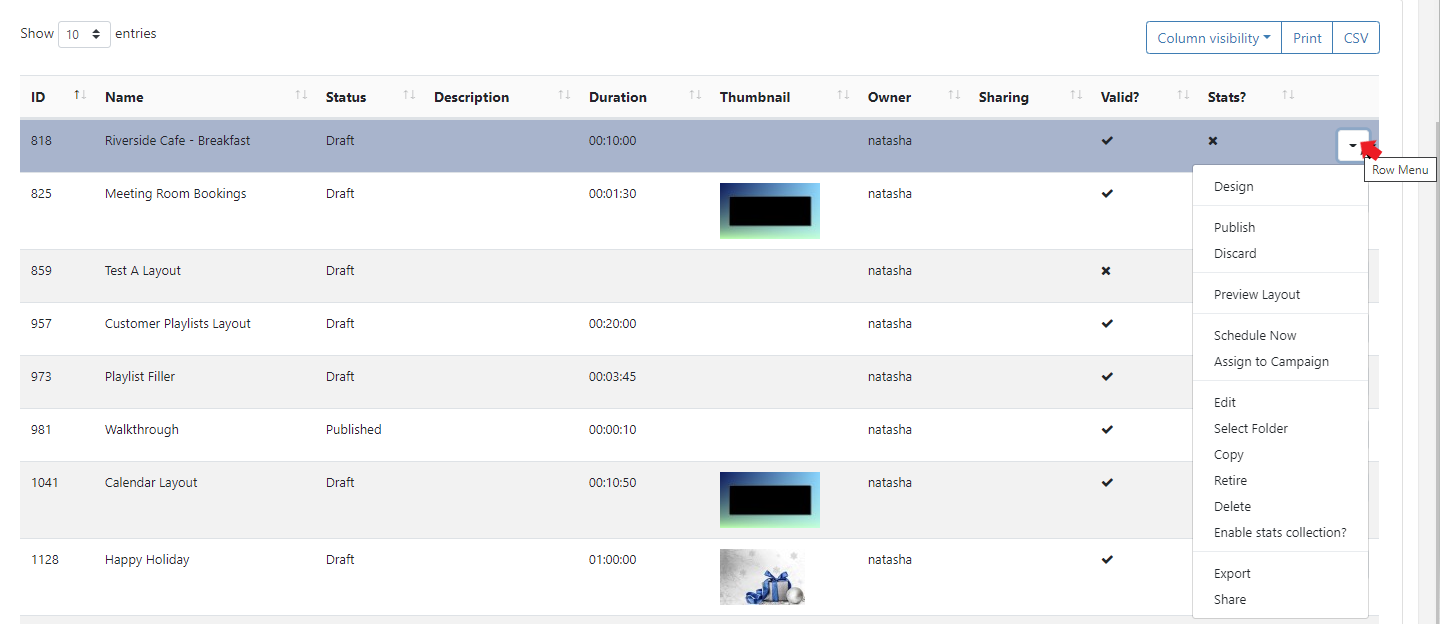 Show 10 entries
Column visibility Print CSV
ID Name Status Description Duration Thumbnail Owner Sharing Valid? Stats?
818 Riverside Cafe - Breakfast Draft 00:10:00 natasha
Row Menu
825 Meeting Room Bookings Draft 00:01:30 natasha
859 Test A Layout Draft natasha
957 Customer Playlists Layout Draft 00:20:00 natasha
973 Playlist Filler Draft 00:03:45 natasha
981 Walkthrough Published 00:00:10 natasha
1041 Calendar Layout Draft 00:10:50 natasha
1128 Happy Holiday Draft 01:00:00 natasha
Design
Publish
Discard
Preview Layout
Schedule Now
Assign to Campaign
Edit
Select Folder
Copy
Retire
Delete
Enable stats collection?
Export
Share